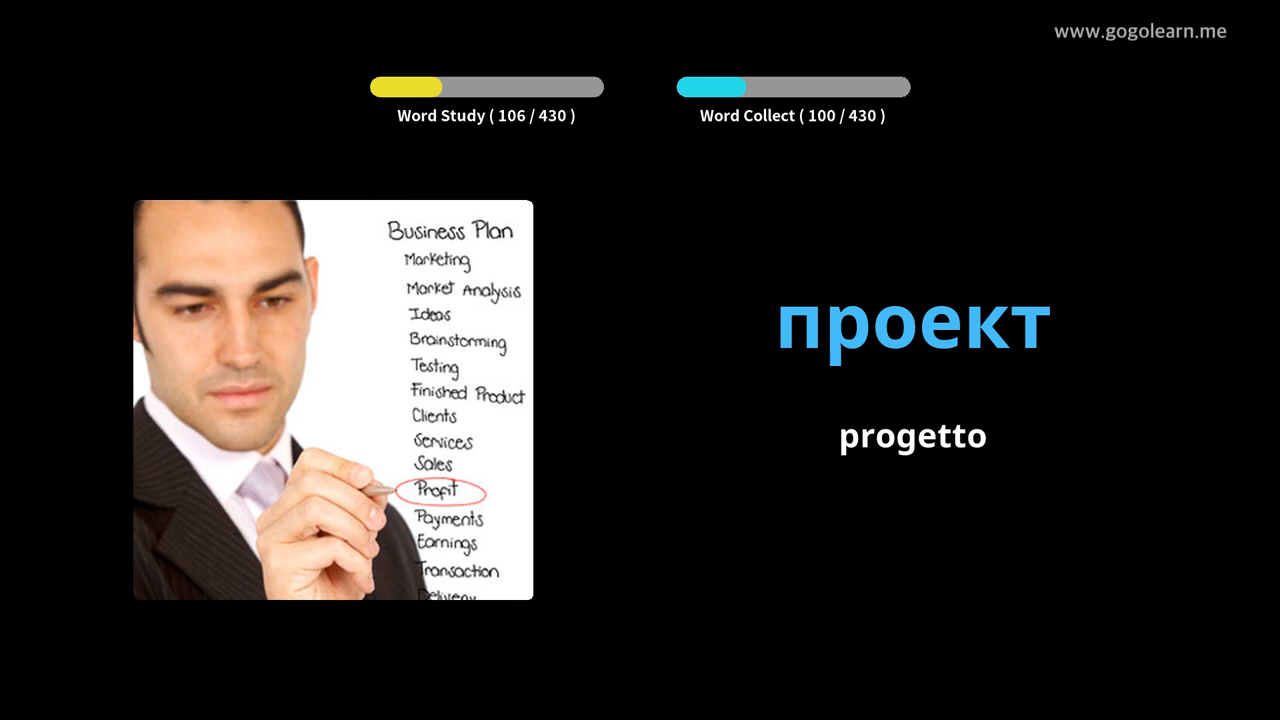 www.gogolearn.me
Word Study ( 106 / 430 )
Word Collect ( 100 / 430 )
Business Plan
Marketing
Market Analysis
Ideas
Brainstorming
Testing
Finished Product
Clients
Services
Sales
Profit
Payments
Earnings
Transaction
Delivery
проект
progetto